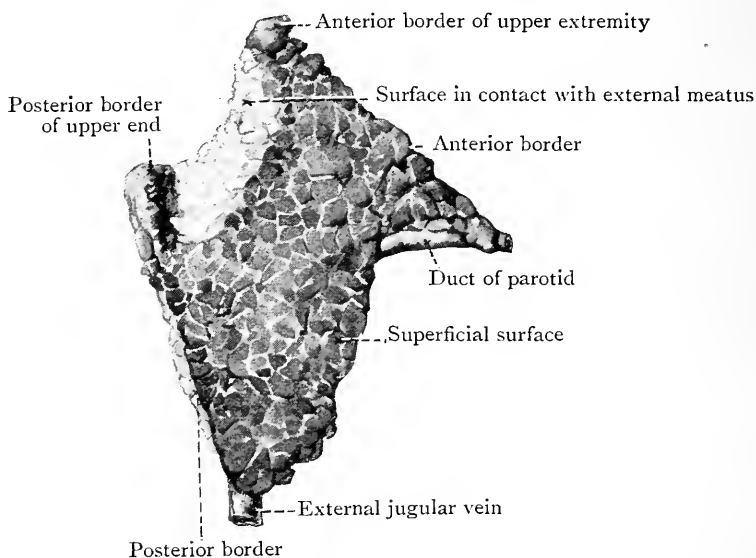 Anterior border of upper extremity
Surface in contact with external meatus
Posterior border
of upper end
Anterior border
Duct of parotid
Superficial surface
External jugular vein
Posterior border